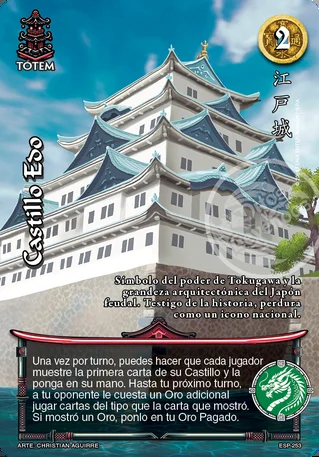 TOTEM
2
江戸城
Castillo Edo
Símbolo del poder de Tokugawa y la
grandeza arquitectónica del Japón
feudal. Testigo de la historia, perdura
como un icono nacional.
Una vez por turno, puedes hacer que cada jugador
muestre la primera carta de su Castillo y la
ponga en su mano. Hasta tu próximo turno,
a tu oponente le cuesta un Oro adicional
jugar cartas del tipo que la carta que mostró.
Si mostró un Oro, ponlo en tu Oro Pagado.
ARTE: CHRISTIAN AGUIRRE
ESP-253